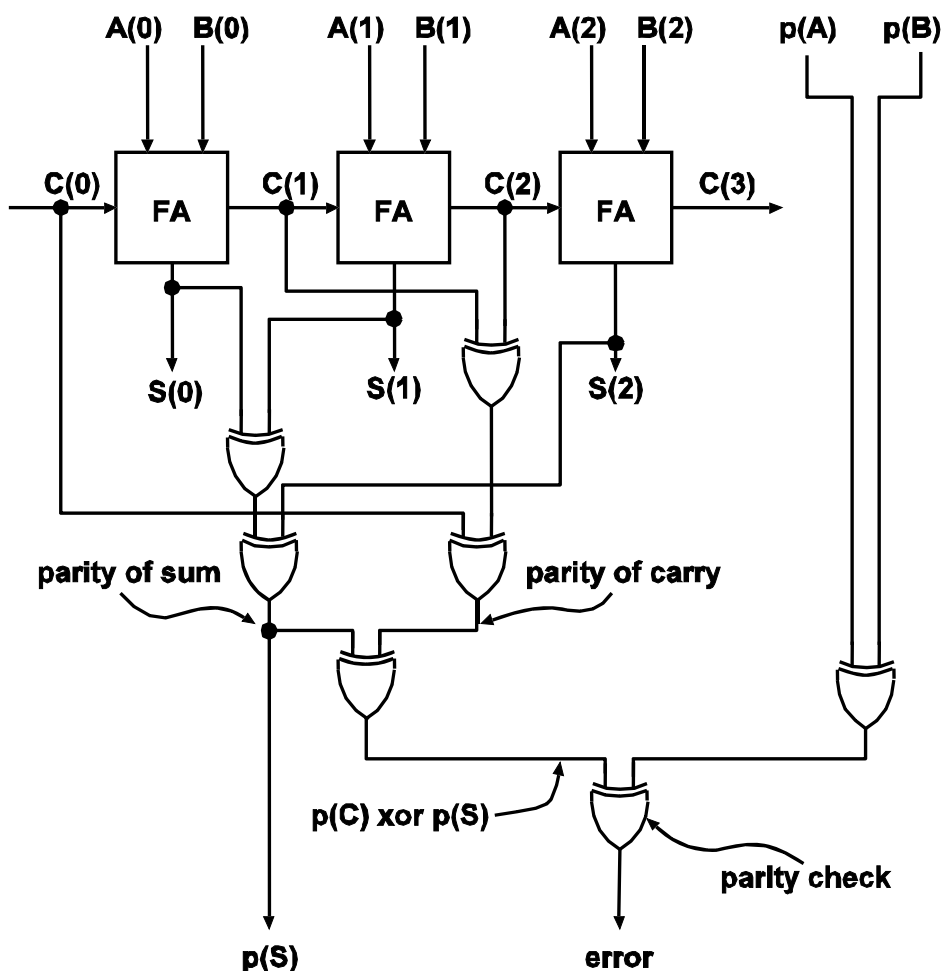 A(0) B(0) A(1) B(1) A(2) B(2) p(A) p(B)
C(0) C(1) C(2) C(3)
FA FA FA
S(0) S(1) S(2)
parity of sum
parity of carry
p(C) xor p(S)
parity check
p(S) error